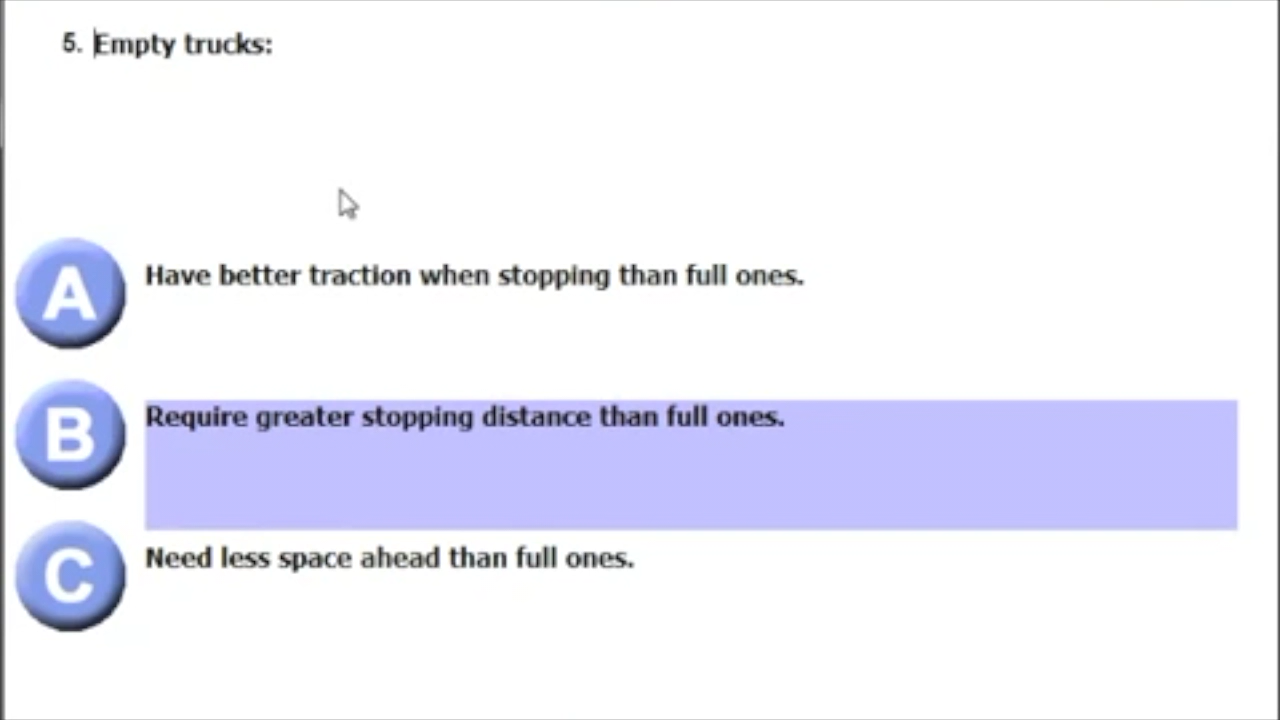 5. Empty trucks:
A Have better traction when stopping than full ones.
B Require greater stopping distance than full ones.
C Need less space ahead than full ones.